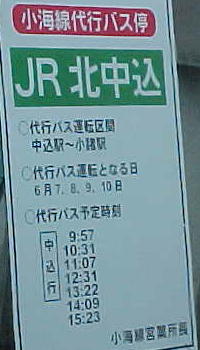 小海線代行バス停
JR 北中込
○代行バス運転区間
中込駅～小諸駅
○代行バス運転となる日
6月7、8、9、10日
○代行バス予定時刻
中込行
9:57
10:31
11:07
12:31
13:22
14:09
15:23
小海線営業所長